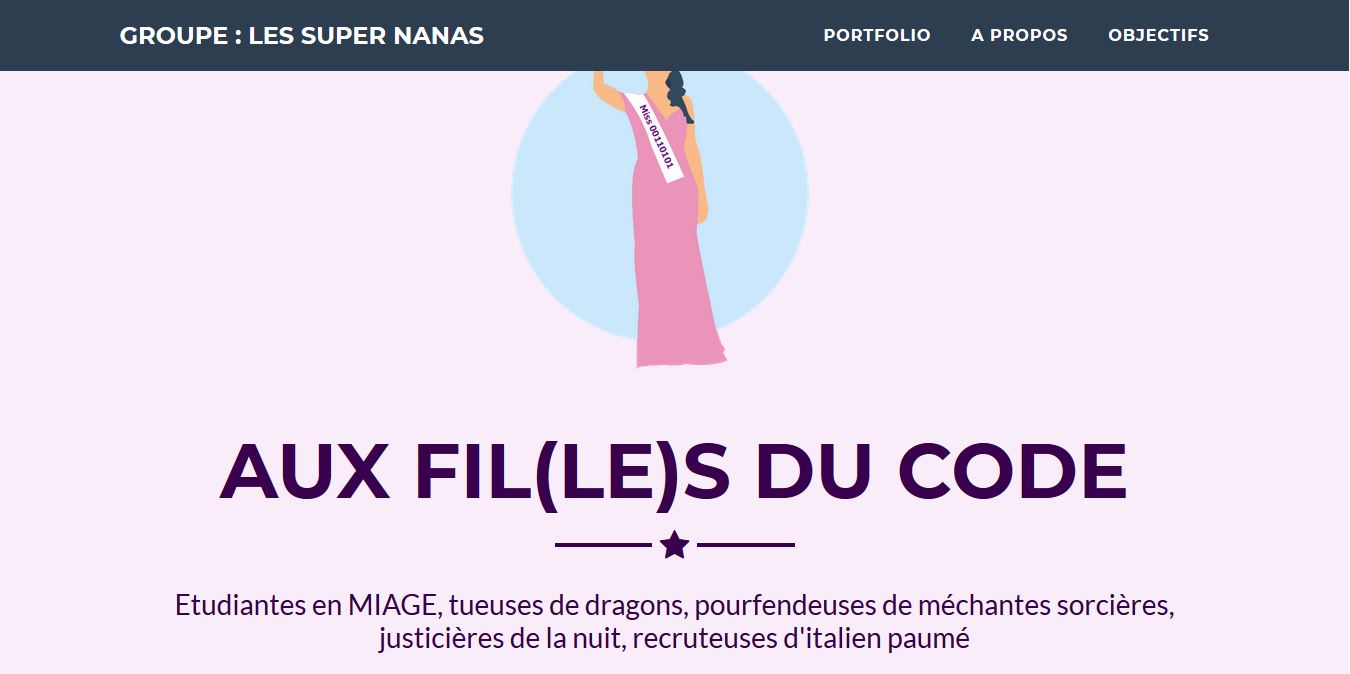 GROUPE : LES SUPER NANAS
PORTFOLIO
A PROPOS
OBJECTIFS
Miss 00110101
AUX FIL(LE)S DU CODE
Etudiantes en MIAGE, tueuses de dragons, pourfendeuses de méchantes sorcières,
justicières de la nuit, recruteuses d'italien paumé